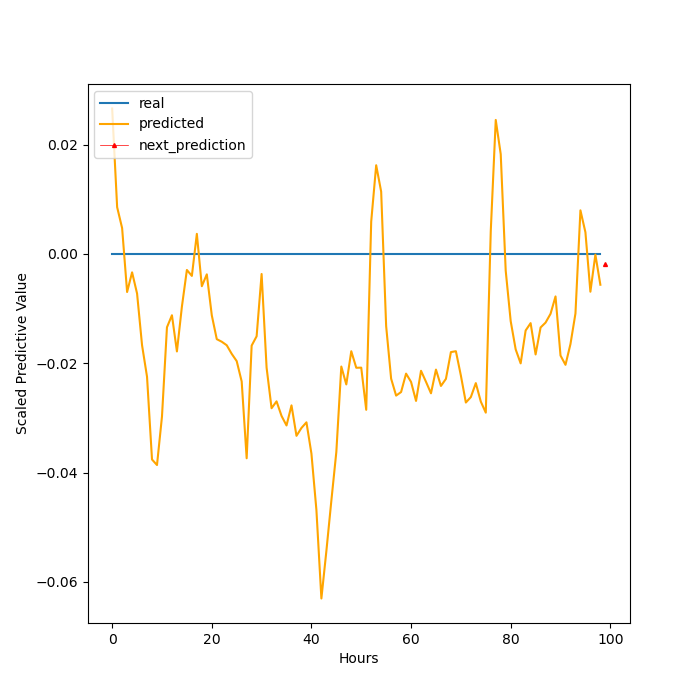 real
predicted
next_prediction
0.02
0.00
−0.02
−0.04
−0.06
Scaled Predictive Value
0 20 40 60 80 100
Hours